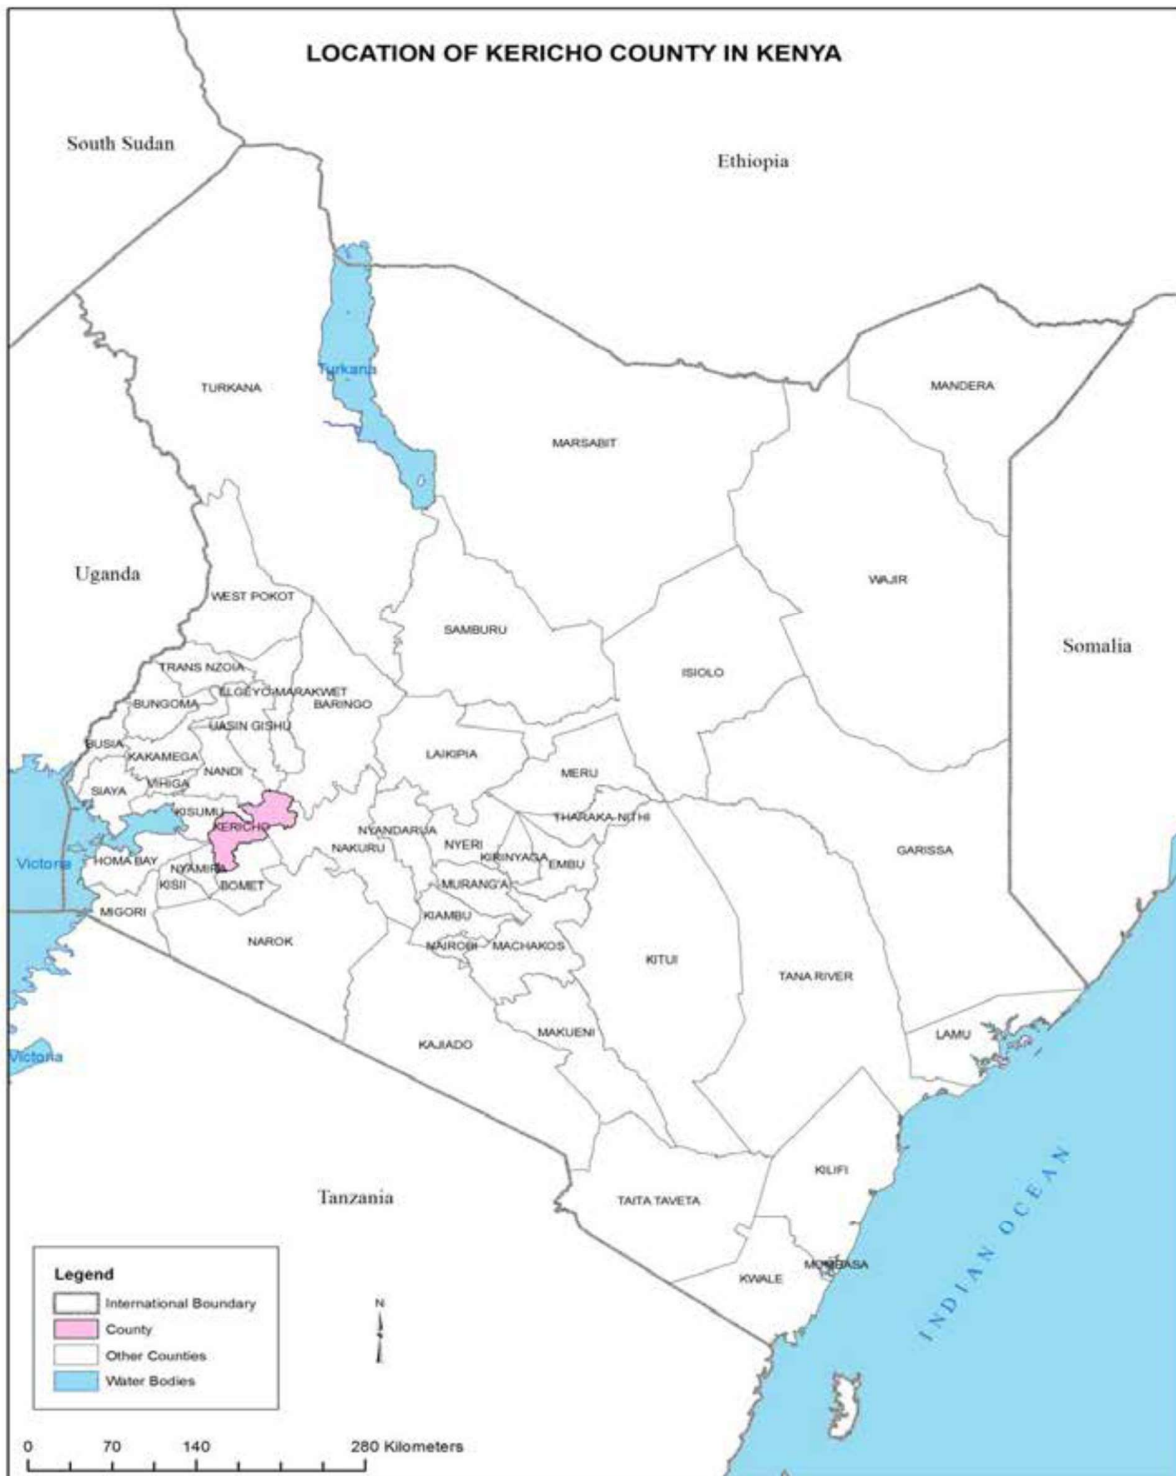 LOCATION OF KERICHO COUNTY IN KENYA
South Sudan
Ethiopia
Turkana
TURKANA
MANDERA
MARSABIT
Uganda
WAJIR
WEST POKOT
SAMBURU
Somalia
TRANS NZOIA
ISIOLO
ELGEYO-MARAKWET
BUNGOMA
BARINGO
UASIN GISHU
BUSIA
KAKAMEGA
LAIKIPIA
NANDI
MERU
VIHIGA
SIAYA
KISUMU
THARAKA-NITHI
KERICHO
NYANDARUA
NYERI
NAKURU
GARISSA
KIRINYAGA
Victoria
HOMA BAY
NYAMIRA
EMBU
KISII
BOMET
MURANG'A
MIGORI
KIAMBU
NAROK
NAIROBI
MACHAKOS
KITUI
TANA RIVER
MAKUENI
LAMU
KAJIADO
Victoria
KILIFI
Tanzania
TAITA TAVETA
INDIAN OCEAN
MOMBASA
KWALE
Legend
International Boundary
County
Other Counties
Water Bodies
N
0 70 140 280 Kilometers